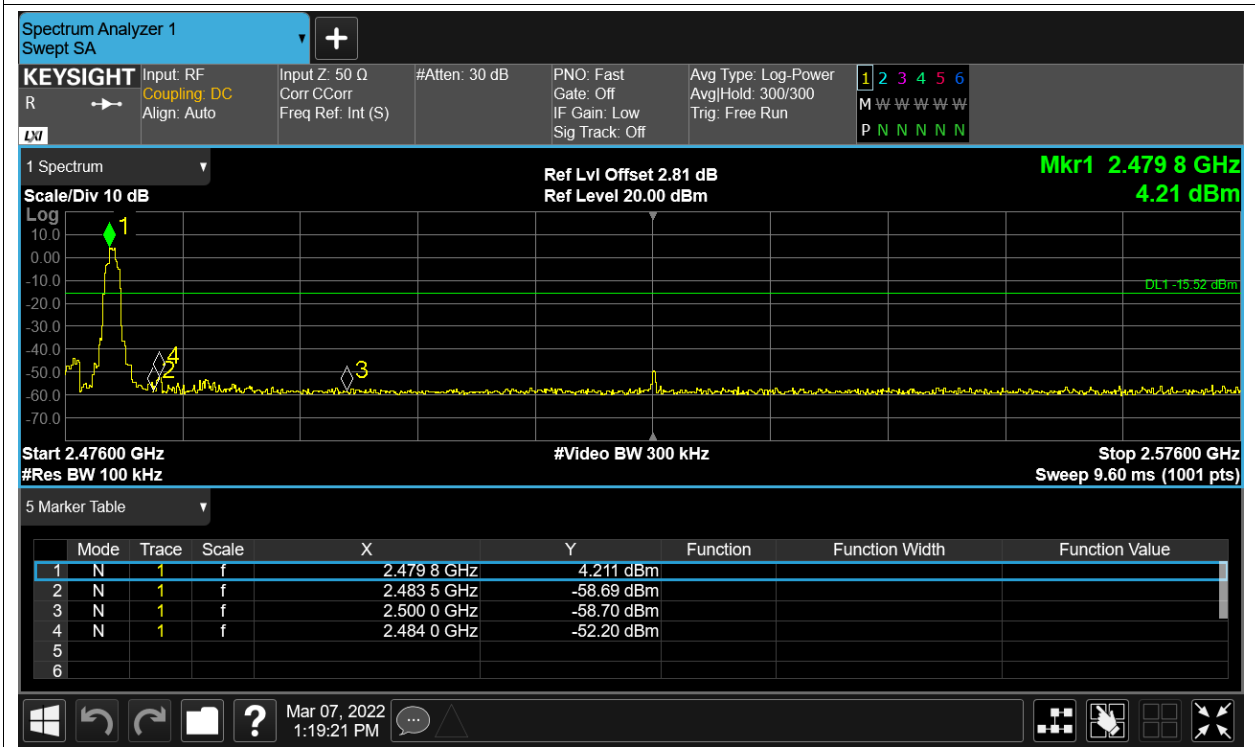 Spectrum Analyzer 1
Swept SA
KEYSIGHT Input: RF Input Z: 50 Ω #Atten: 30 dB PNO: Fast Avg Type: Log-Power 1 2 3 4 5 6
R Coupling: DC Corr CCorr Gate: Off Avg|Hold: 300/300 M W W W W W
Align: Auto Freq Ref: Int (S) IF Gain: Low Trig: Free Run
LXI Sig Track: Off P N N N N N
1 Spectrum Ref Lvl Offset 2.81 dB Mkr1 2.479 8 GHz
Scale/Div 10 dB Ref Level 20.00 dBm 4.21 dBm
Log
1
10.0
0.00
-10.0
DL1 -15.52 dBm
-20.0
-30.0
-40.0
4
-50.0 2 3
-60.0
-70.0
Start 2.47600 GHz #Video BW 300 kHz Stop 2.57600 GHz
#Res BW 100 kHz Sweep 9.60 ms (1001 pts)
5 Marker Table
Mode Trace Scale X Y Function Function Width Function Value
1 N 1 f 2.479 8 GHz 4.211 dBm
2 N 1 f 2.483 5 GHz -58.69 dBm
3 N 1 f 2.500 0 GHz -58.70 dBm
4 N 1 f 2.484 0 GHz -52.20 dBm
5
6
? Mar 07, 2022
1:19:21 PM